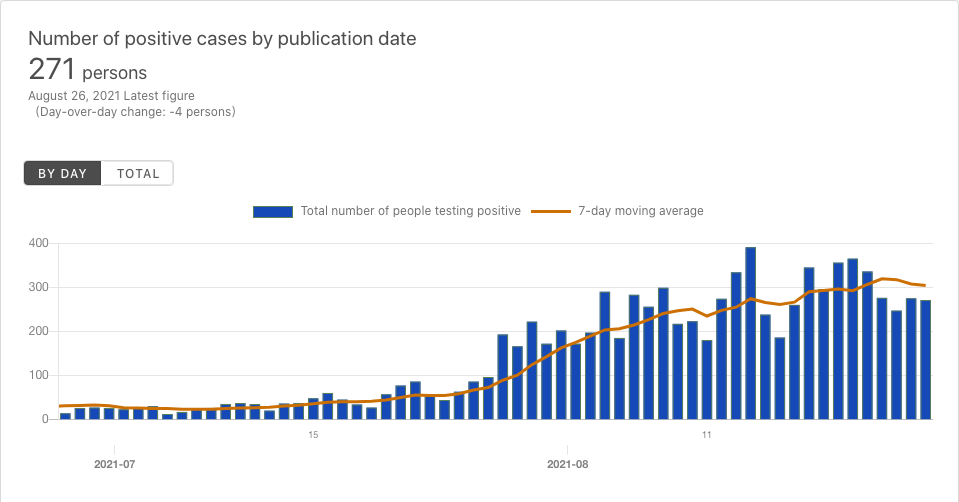 Number of positive cases by publication date
271 persons
August 26, 2021 Latest figure
(Day-over-day change: -4 persons)
BY DAY TOTAL
Total number of people testing positive 7-day moving average
400
300
200
100
0
15 11
2021-07 2021-08